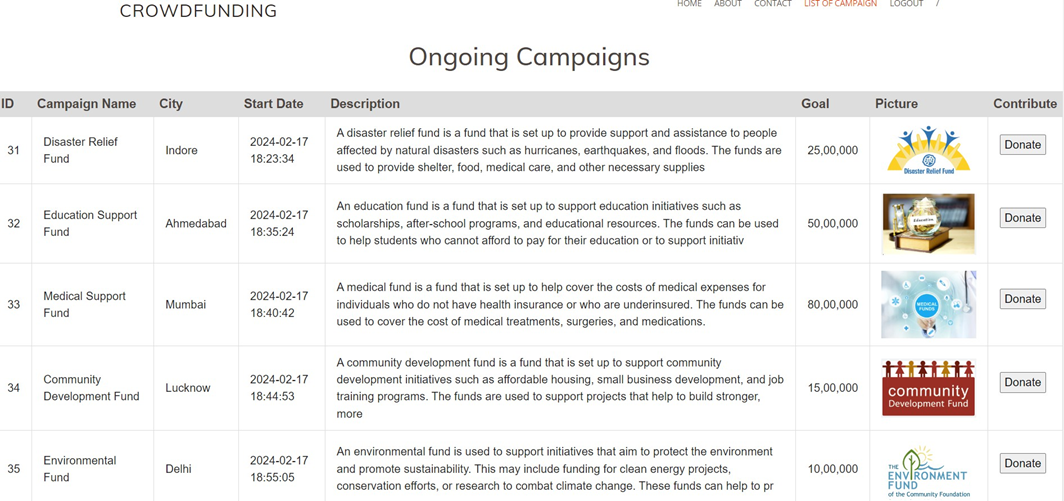 CROWDFUNDING
HOME ABOUT CONTACT LIST OF CAMPAIGN LOGOUT /
Ongoing Campaigns
ID Campaign Name City Start Date Description Goal Picture Contribute
31
Disaster Relief
Fund
Indore
2024-02-17
18:23:34
A disaster relief fund is a fund that is set up to provide support and assistance to people
affected by natural disasters such as hurricanes, earthquakes, and floods. The funds are
used to provide shelter, food, medical care, and other necessary supplies
25,00,000
Disaster Relief Fund
Donate
32
Education Support
Fund
Ahmedabad
2024-02-17
18:35:24
An education fund is a fund that is set up to support education initiatives such as
scholarships, after-school programs, and educational resources. The funds can be used
to help students who cannot afford to pay for their education or to support initiativ
50,00,000
Education
Donate
33
Medical Support
Fund
Mumbai
2024-02-17
18:40:42
A medical fund is a fund that is set up to help cover the costs of medical expenses for
individuals who do not have health insurance or who are underinsured. The funds can be
used to cover the cost of medical treatments, surgeries, and medications.
80,00,000
MEDICAL
FUNDS
Donate
34
Community
Development Fund
Lucknow
2024-02-17
18:44:53
A community development fund is a fund that is set up to support community
development initiatives such as affordable housing, small business development, and job
training programs. The funds are used to support projects that help to build stronger,
more
15,00,000
community
Development Fund
Donate
35
Environmental
Fund
Delhi
2024-02-17
18:55:05
An environmental fund is used to support initiatives that aim to protect the environment
and promote sustainability. This may include funding for clean energy projects,
conservation efforts, or research to combat climate change. These funds can help to pr
10,00,000
THE
ENVIRONMENT
FUND
of the Community Foundation
Donate